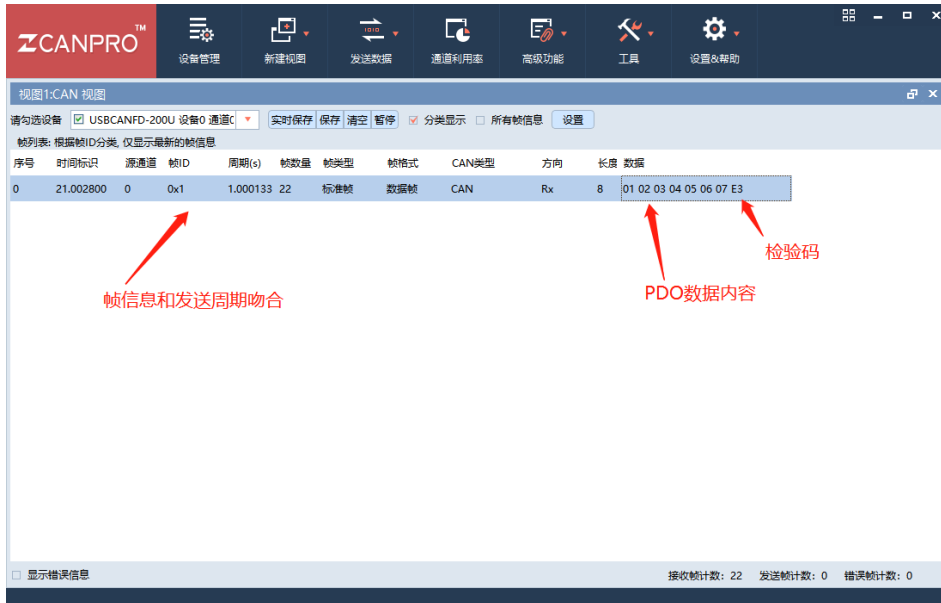 ZCANPRO™
设备管理 新建视图 发送数据 通道利用率 高级功能 工具 设置&帮助
视图1:CAN 视图
请勾选设备 USBCANFD-200U 设备0 通道0 实时保存 保存 清空 暂停 分类显示 所有帧信息 设置
帧列表: 根据帧ID分类, 仅显示最新的帧信息
序号 时间标识 源通道 帧ID 周期(s) 帧数量 帧类型 帧格式 CAN类型 方向 长度 数据
0 21.002800 0 0x1 1.000133 22 标准帧 数据帧 CAN Rx 8 01 02 03 04 05 06 07 E3
检验码
PDO数据内容
帧信息和发送周期吻合
显示错误信息 接收帧计数: 22 发送帧计数: 0 错误帧计数: 0